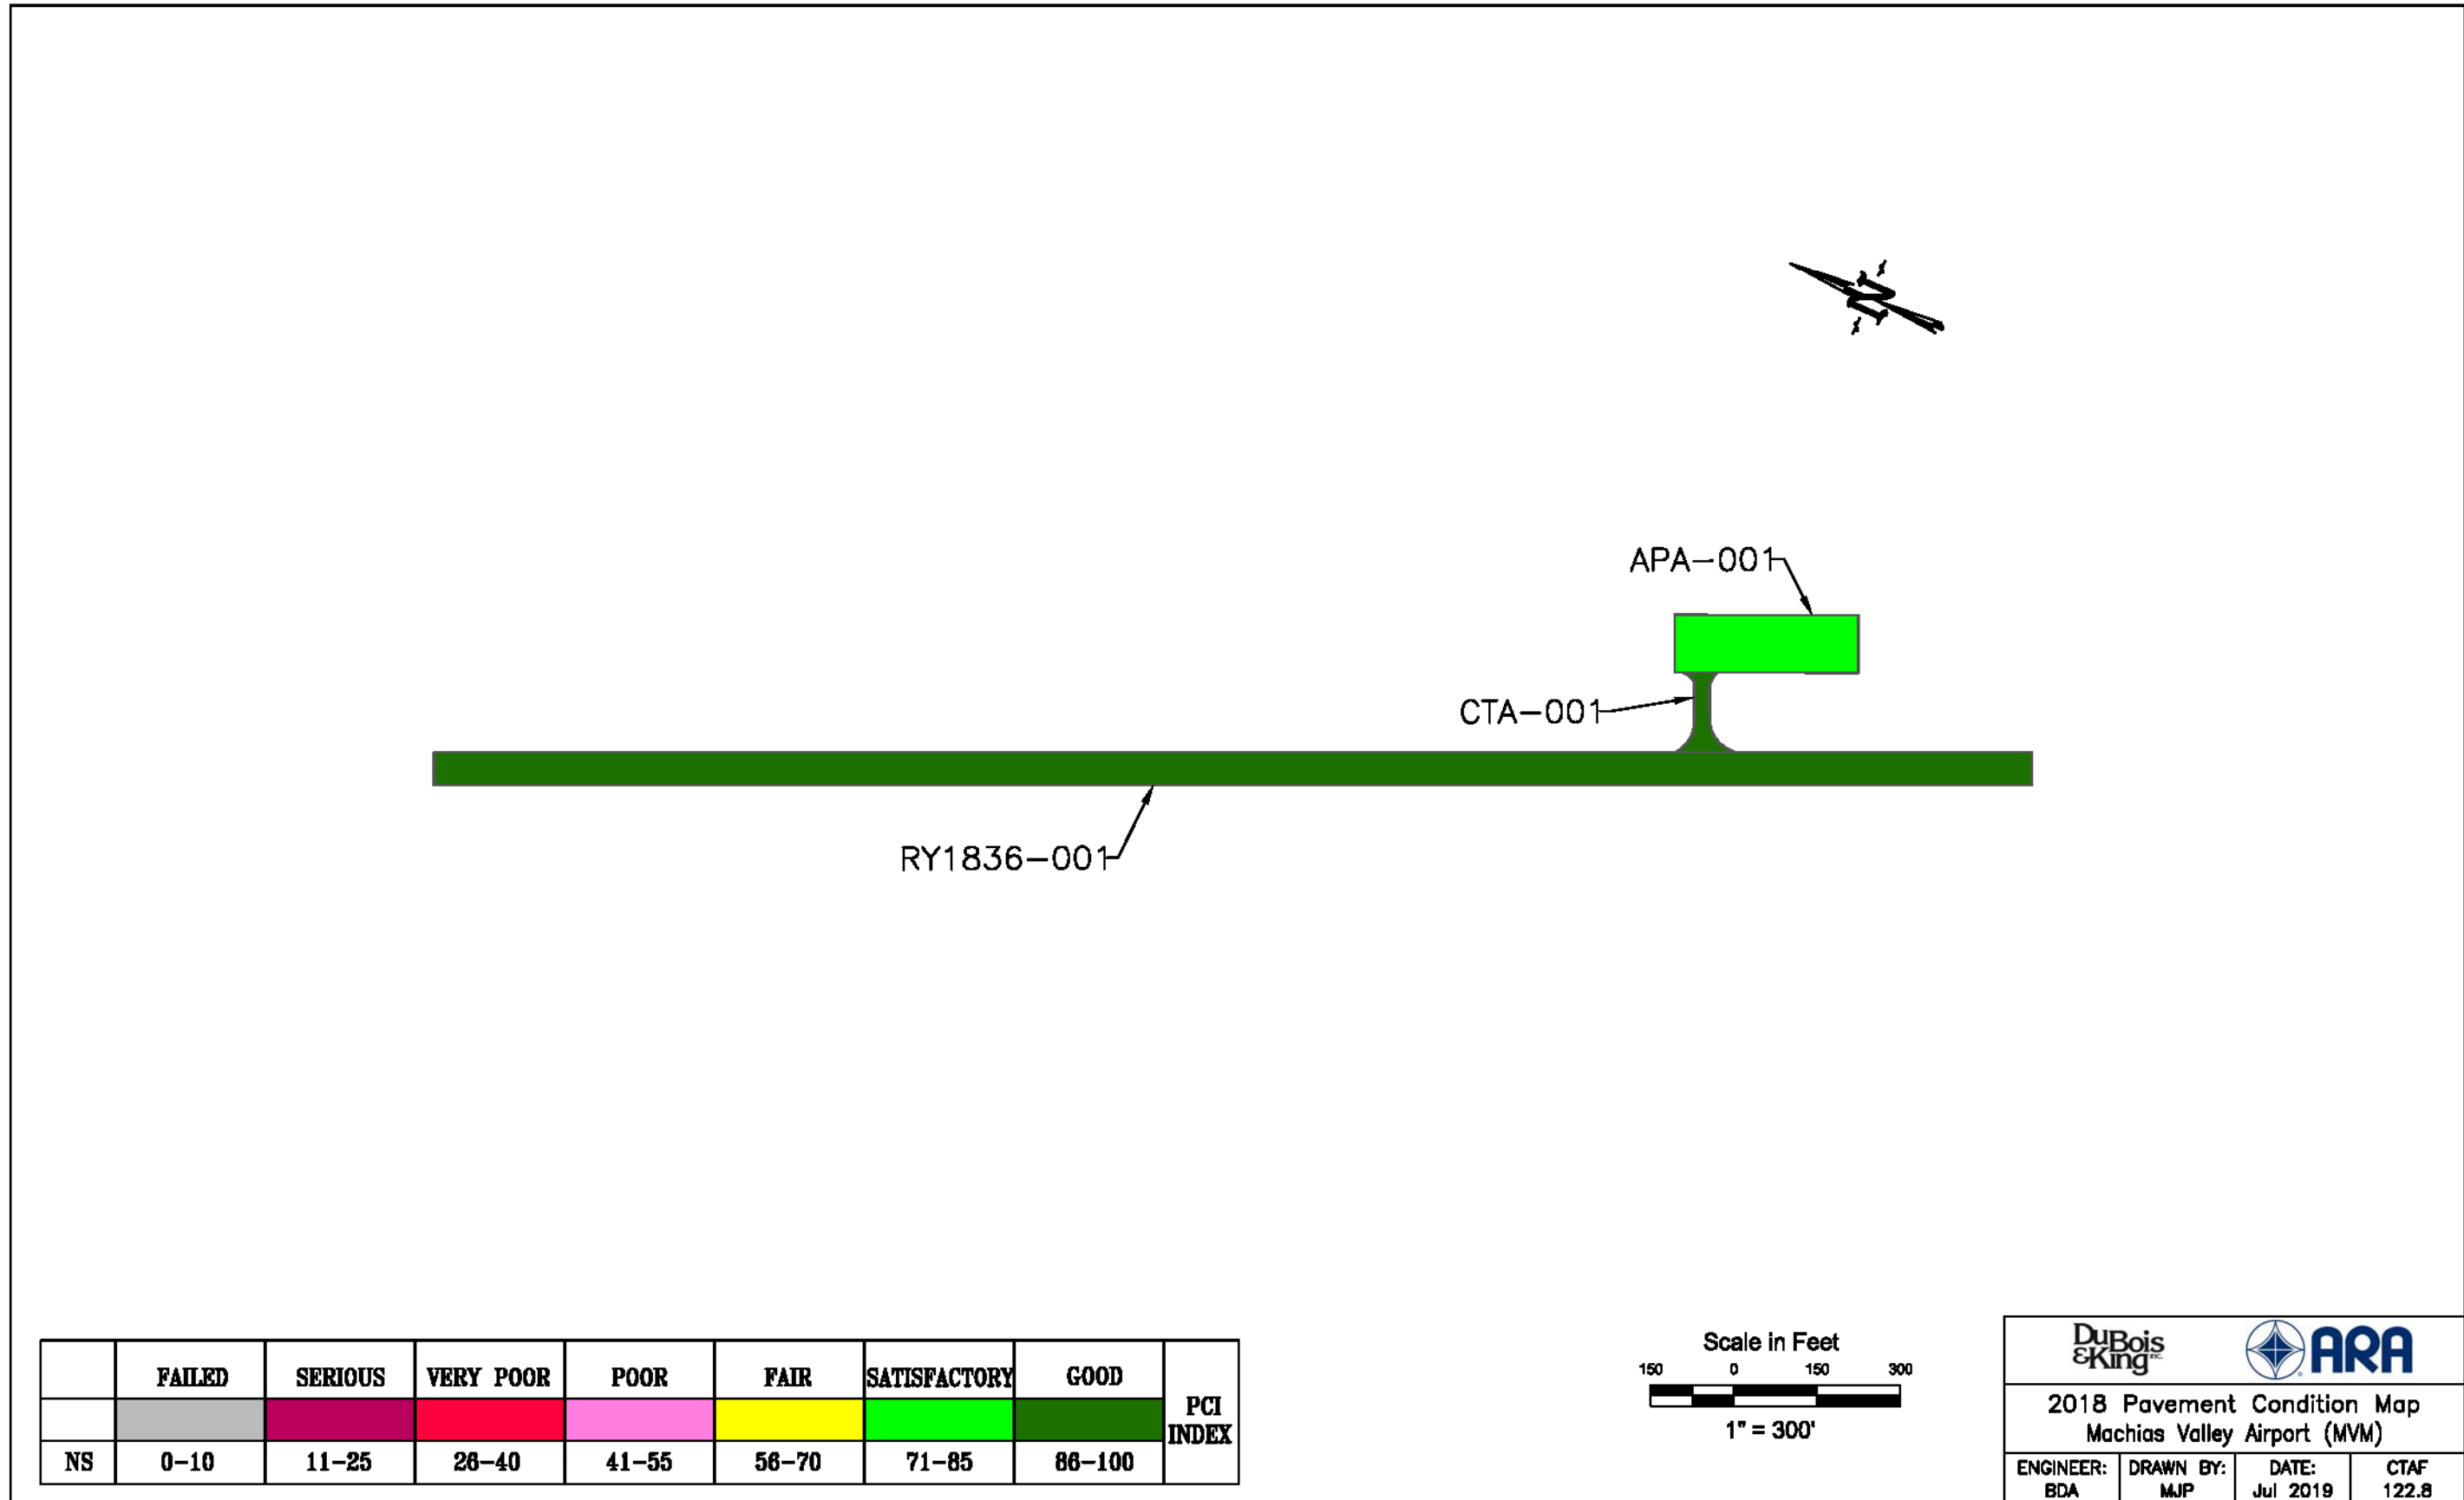 N
APA-001
CTA-001
RY1836-001
FAILED SERIOUS VERY POOR POOR FAIR SATISFACTORY GOOD PCI INDEX
NS 0-10 11-25 26-40 41-55 56-70 71-85 86-100
Scale in Feet
150 0 150 300
1" = 300'
DuBois
&King inc.
ARA
2018 Pavement Condition Map
Machias Valley Airport (MVM)
ENGINEER: DRAWN BY: DATE: CTAF
BDA MJP Jul 2019 122.8